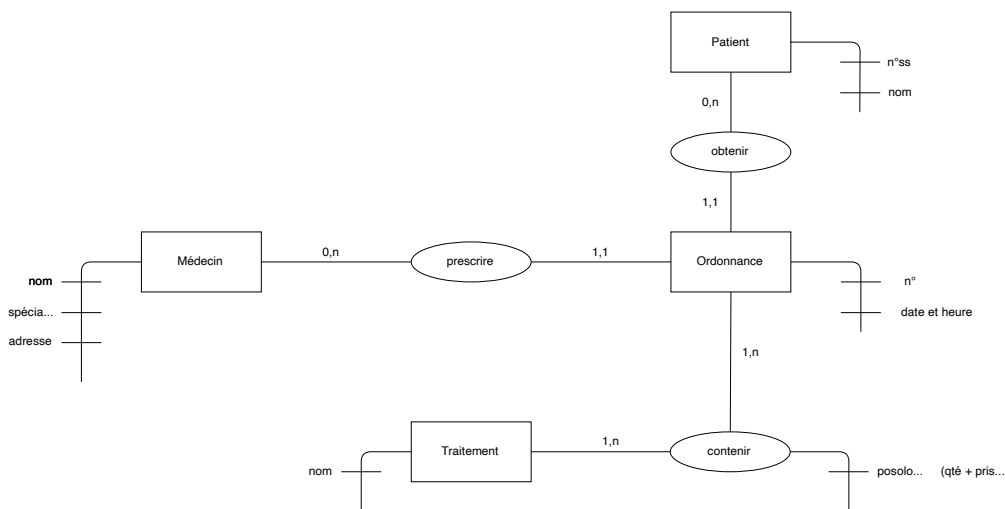 Patient
n°ss
nom
0,n
obtenir
1,1
Médecin
0,n
prescrire
1,1
Ordonnance
nom
spécia...
adresse
n°
date et heure
1,n
Traitement
1,n
contenir
nom
posolo... (qté + pris...